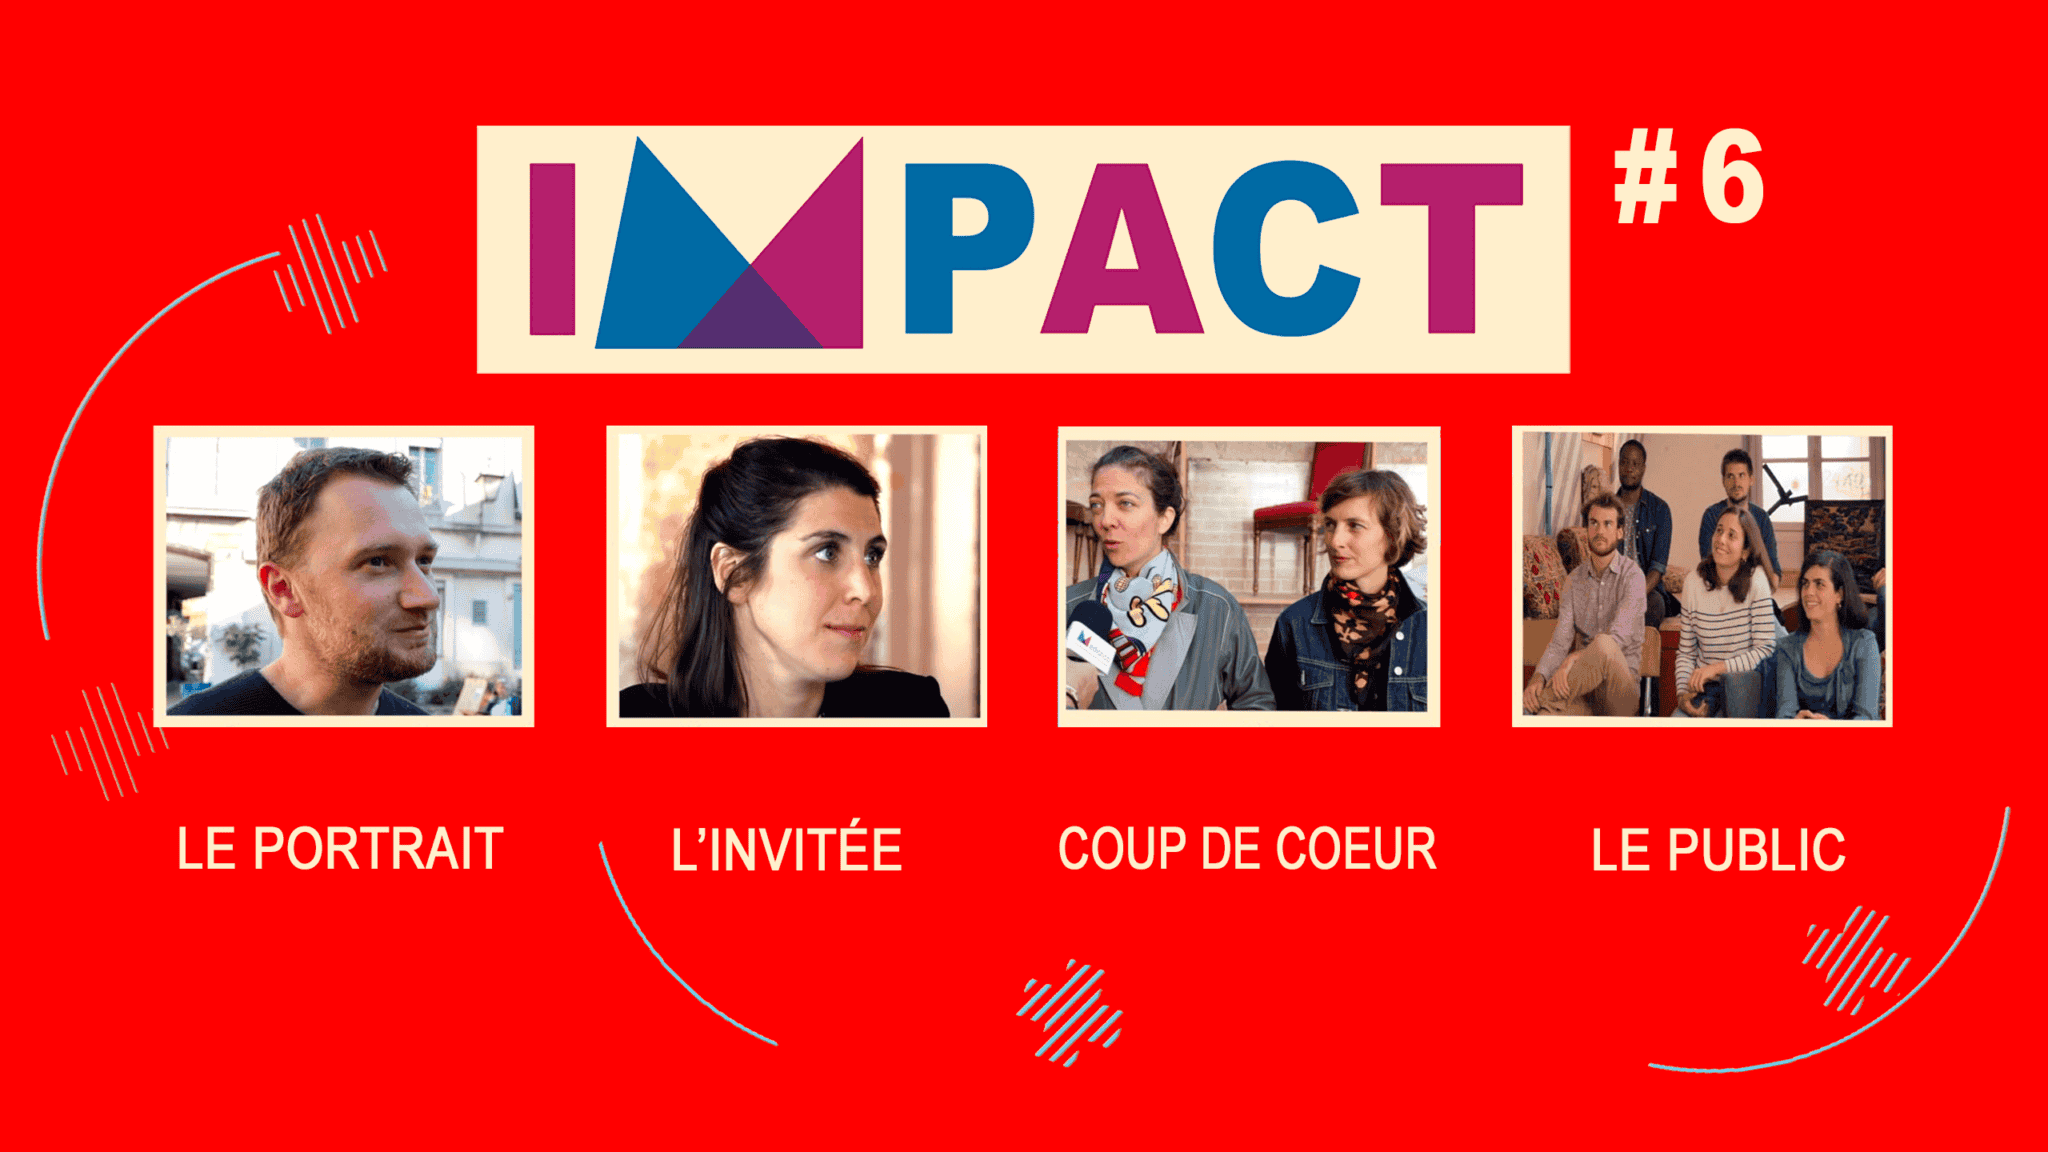 IMPACT
# 6
LE PORTRAIT
L’INVITÉE
COUP DE COEUR
LE PUBLIC